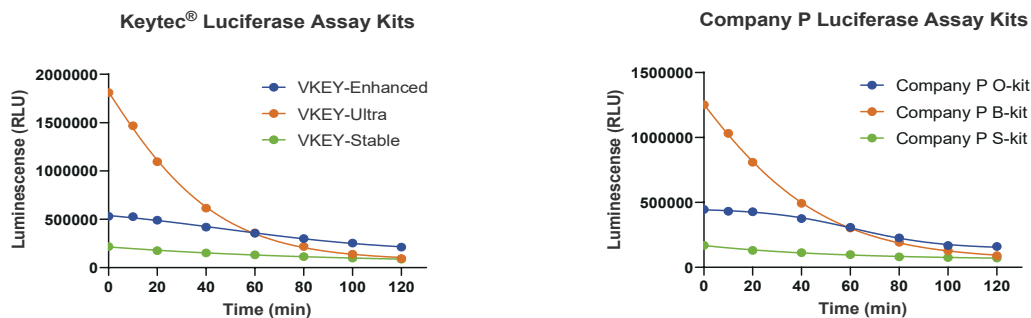 Keytec® Luciferase Assay Kits
Luminescense (RLU)
2000000
1500000
1000000
500000
0
VKEY-Enhanced
VKEY-Ultra
VKEY-Stable
0 20 40 60 80 100 120
Time (min)
Company P Luciferase Assay Kits
Luminescense (RLU)
1500000
1000000
500000
0
Company P O-kit
Company P B-kit
Company P S-kit
0 20 40 60 80 100 120
Time (min)